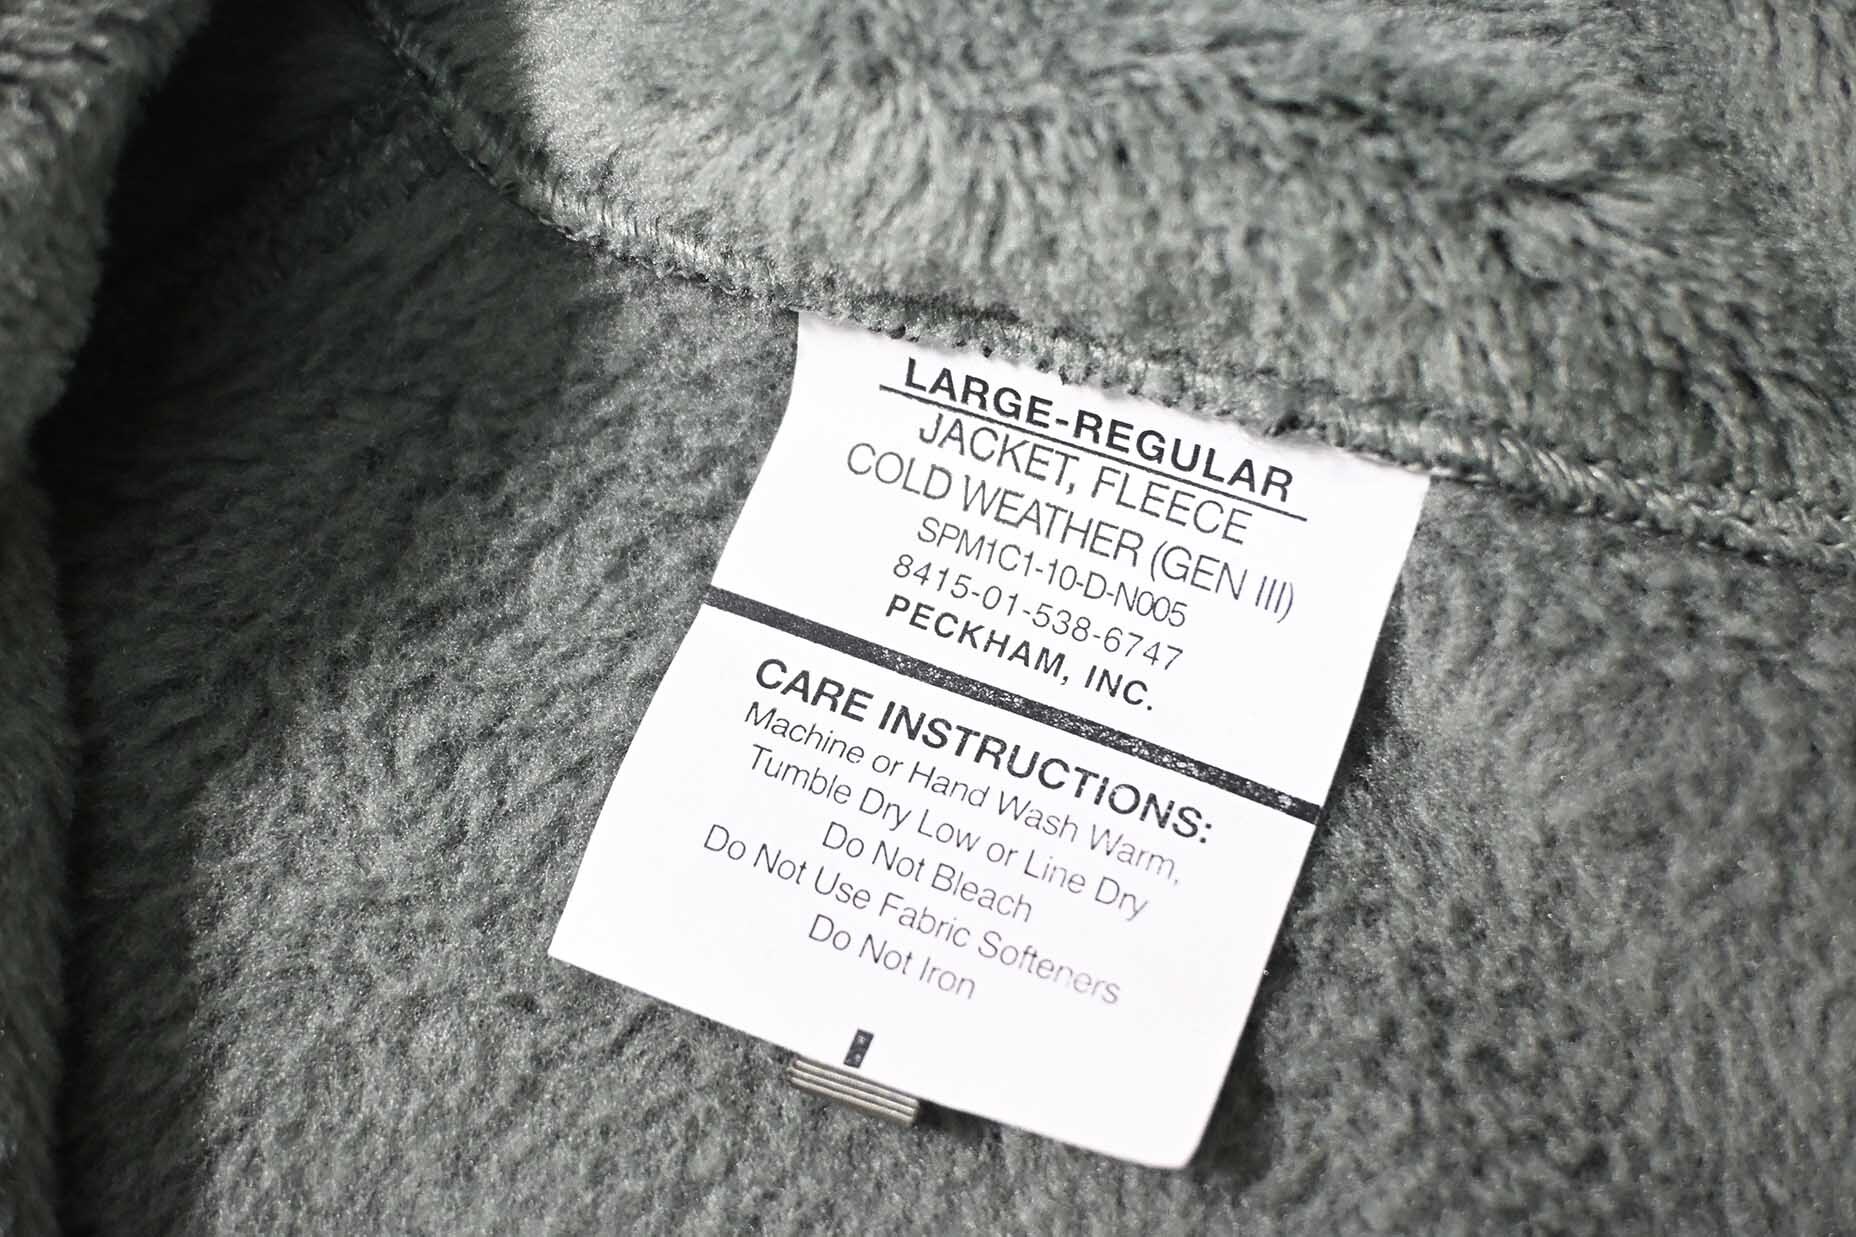 LARGE-REGULAR
JACKET, FLEECE
COLD WEATHER (GEN III)
SPM1C1-10-D-N005
8415-01-538-6747
PECKHAM, INC.
CARE INSTRUCTIONS:
Machine or Hand Wash Warm,
Tumble Dry Low or Line Dry
Do Not Bleach
Do Not Use Fabric Softeners
Do Not Iron